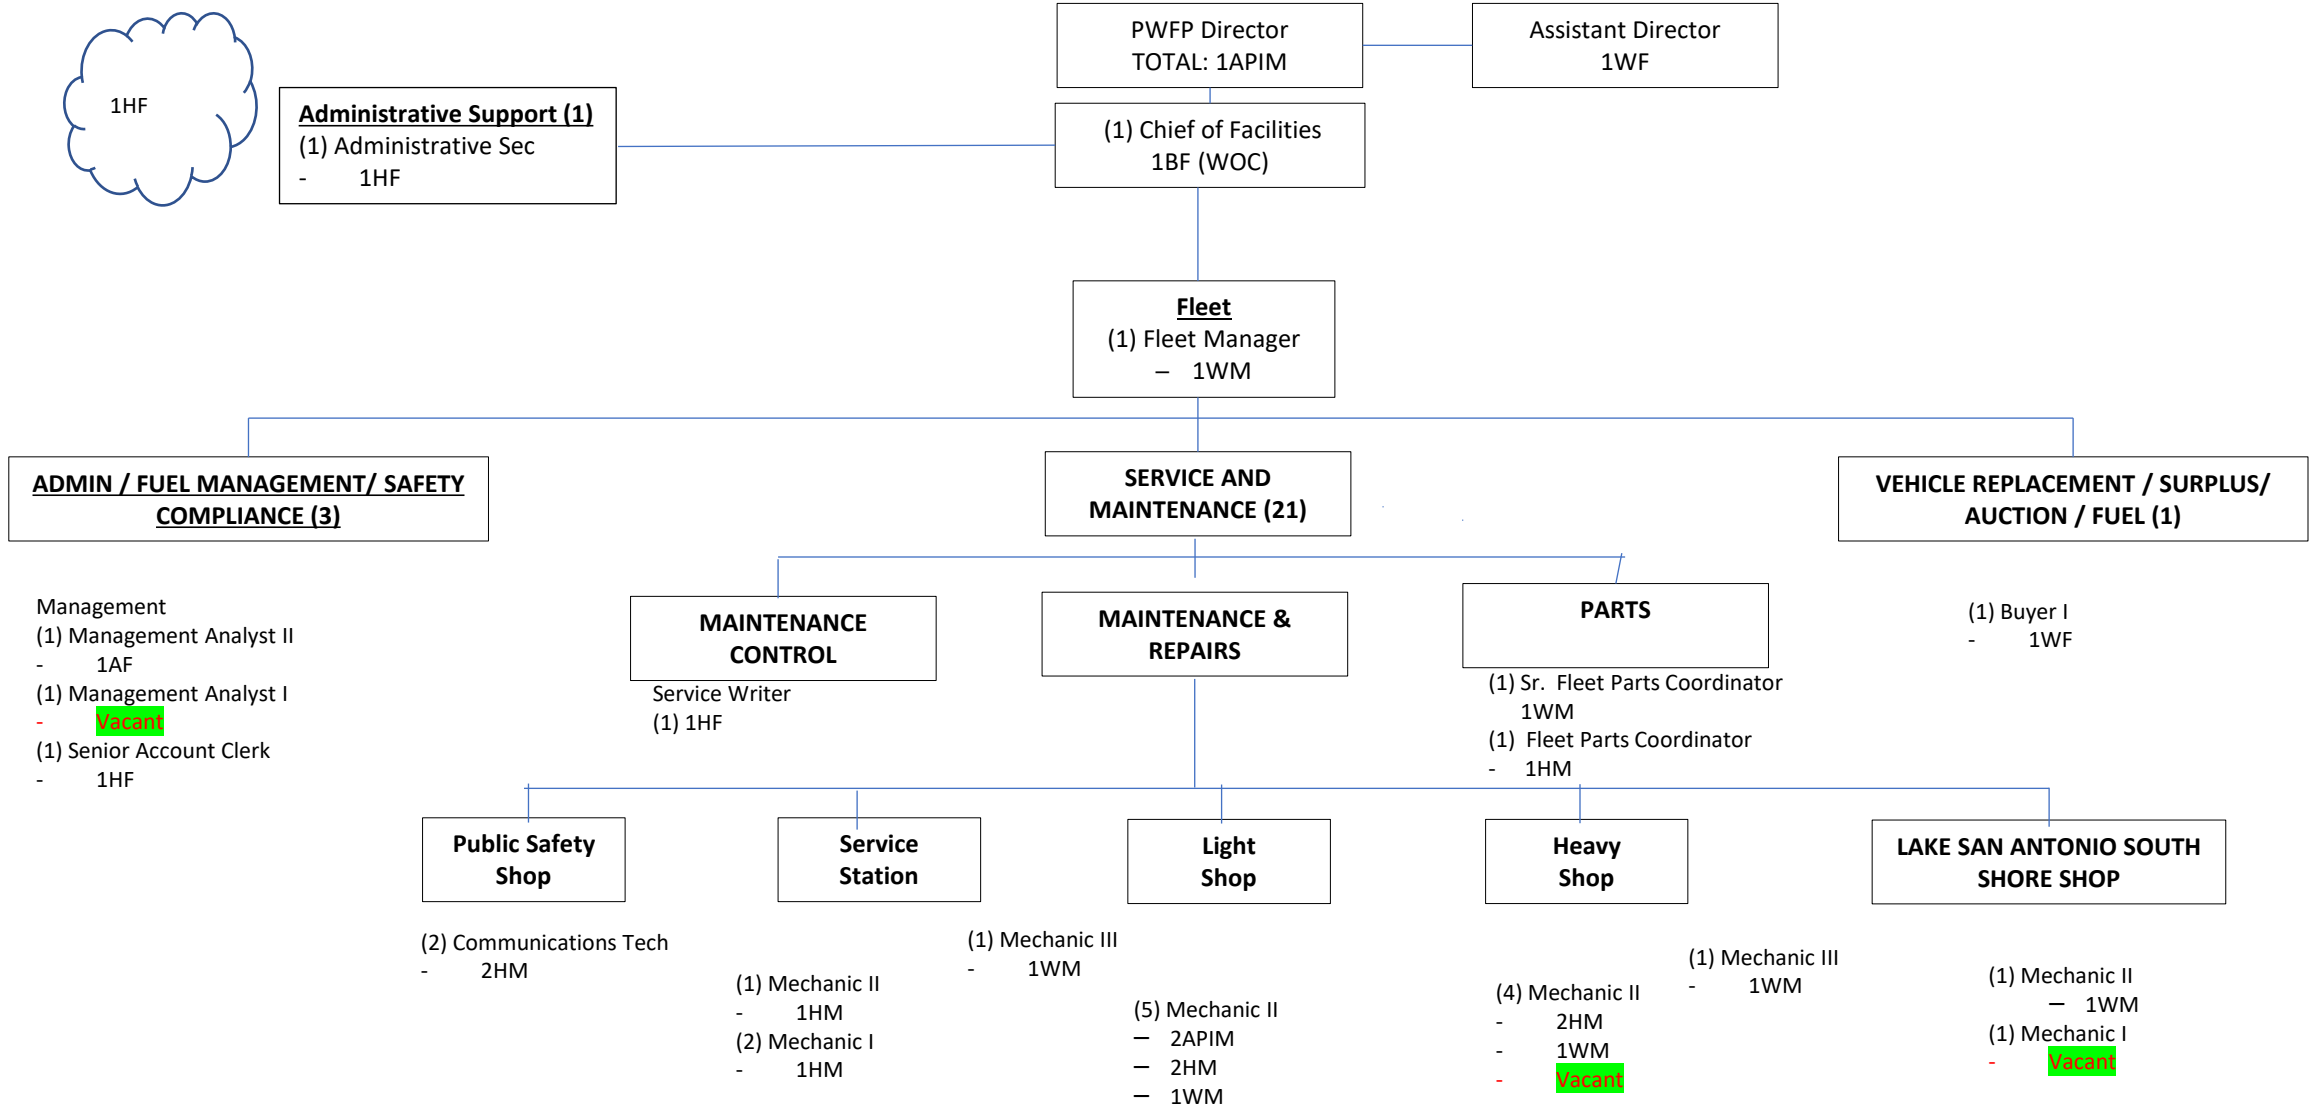 1HF
Administrative Support (1)
(1) Administrative Sec
- 1HF
PWFP Director
TOTAL: 1APIM
Assistant Director
1WF
(1) Chief of Facilities
1BF (WOC)
Fleet
(1) Fleet Manager
– 1WM
ADMIN / FUEL MANAGEMENT/ SAFETY
COMPLIANCE (3)
SERVICE AND
MAINTENANCE (21)
VEHICLE REPLACEMENT / SURPLUS/
AUCTION / FUEL (1)
Management
(1) Management Analyst II
- 1AF
(1) Management Analyst I
- Vacant
(1) Senior Account Clerk
- 1HF
MAINTENANCE
CONTROL
Service Writer
(1) 1HF
MAINTENANCE &
REPAIRS
PARTS
(1) Sr. Fleet Parts Coordinator
1WM
(1) Fleet Parts Coordinator
- 1HM
(1) Buyer I
- 1WF
Public Safety
Shop
(2) Communications Tech
- 2HM
Service
Station
(1) Mechanic II
- 1HM
(2) Mechanic I
- 1HM
Light
Shop
(1) Mechanic III
- 1WM
(5) Mechanic II
– 2APIM
– 2HM
– 1WM
Heavy
Shop
(4) Mechanic II
- 2HM
- 1WM
- Vacant
(1) Mechanic III
- 1WM
LAKE SAN ANTONIO SOUTH
SHORE SHOP
(1) Mechanic II
– 1WM
(1) Mechanic I
- Vacant